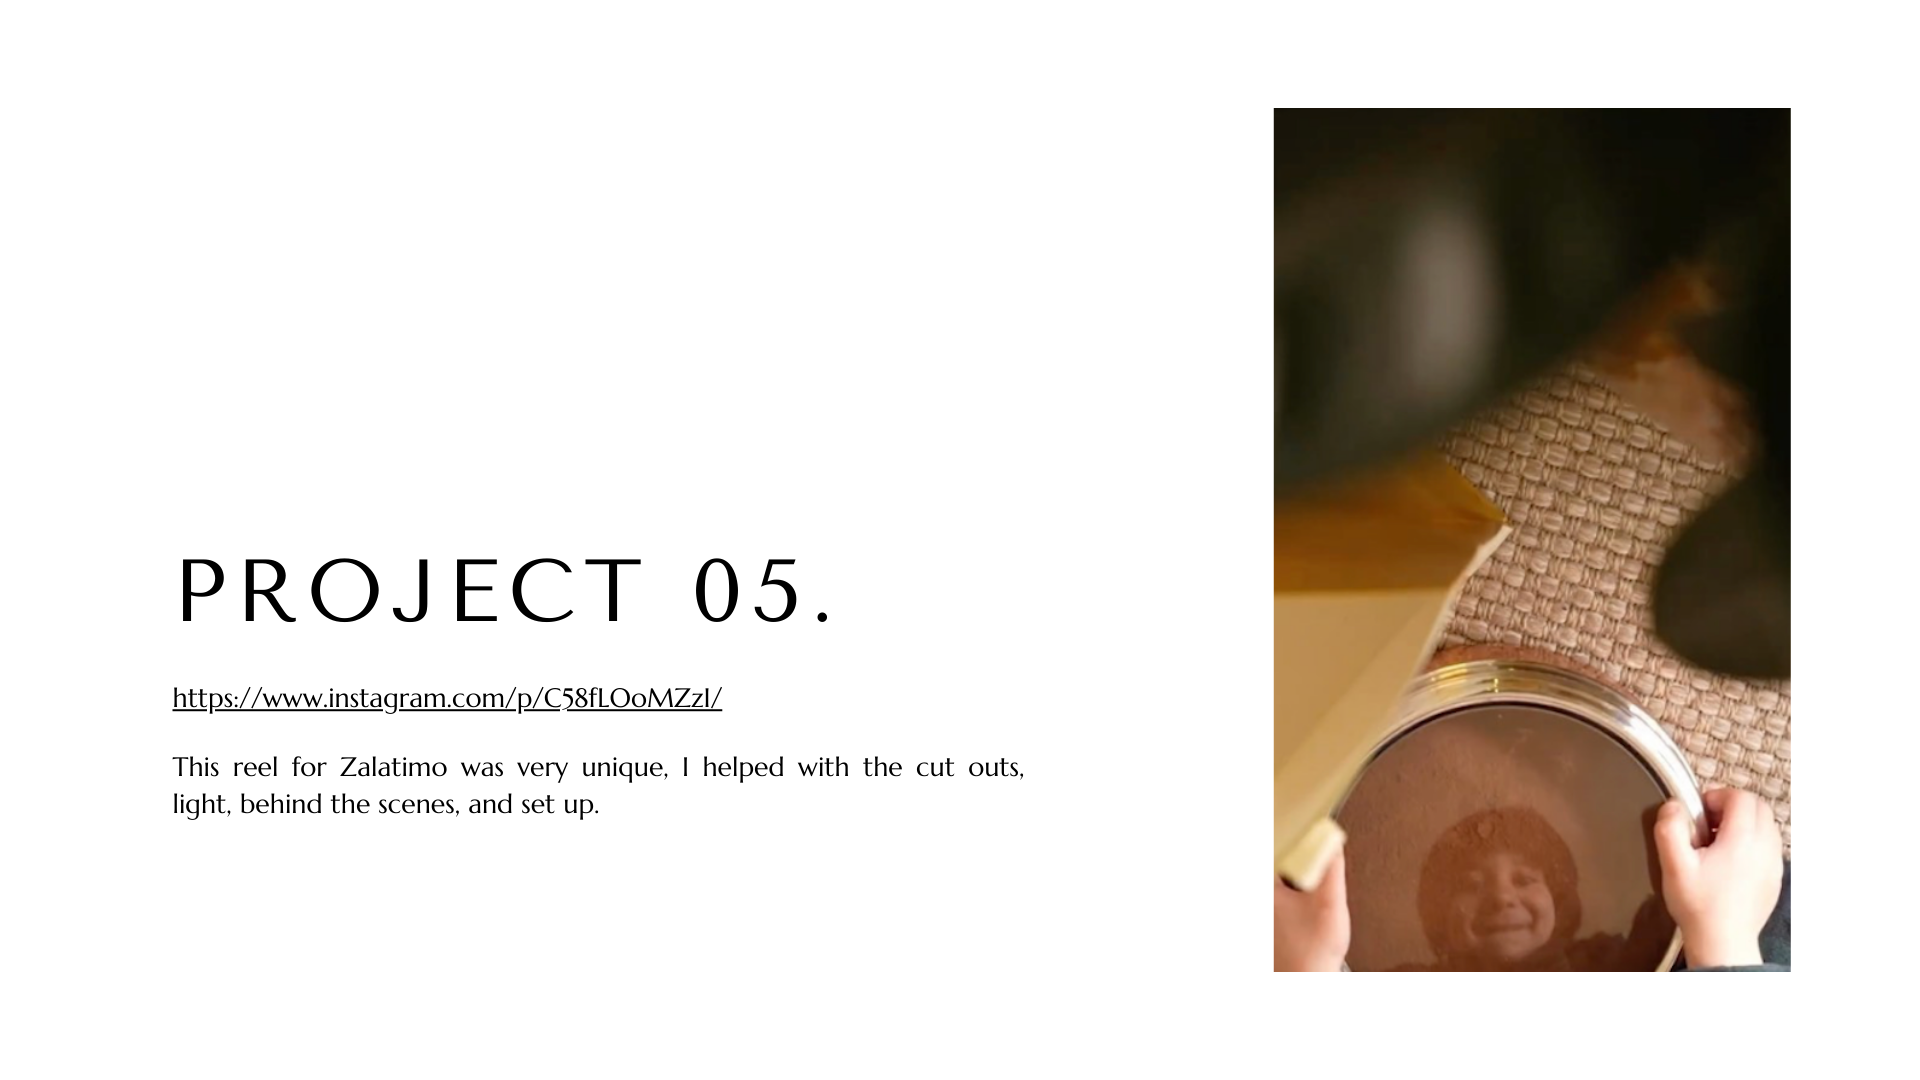 PROJECT 05.
https://www.instagram.com/p/C58fLOoMZzI/
This reel for Zalatimo was very unique, I helped with the cut outs,
light, behind the scenes, and set up.